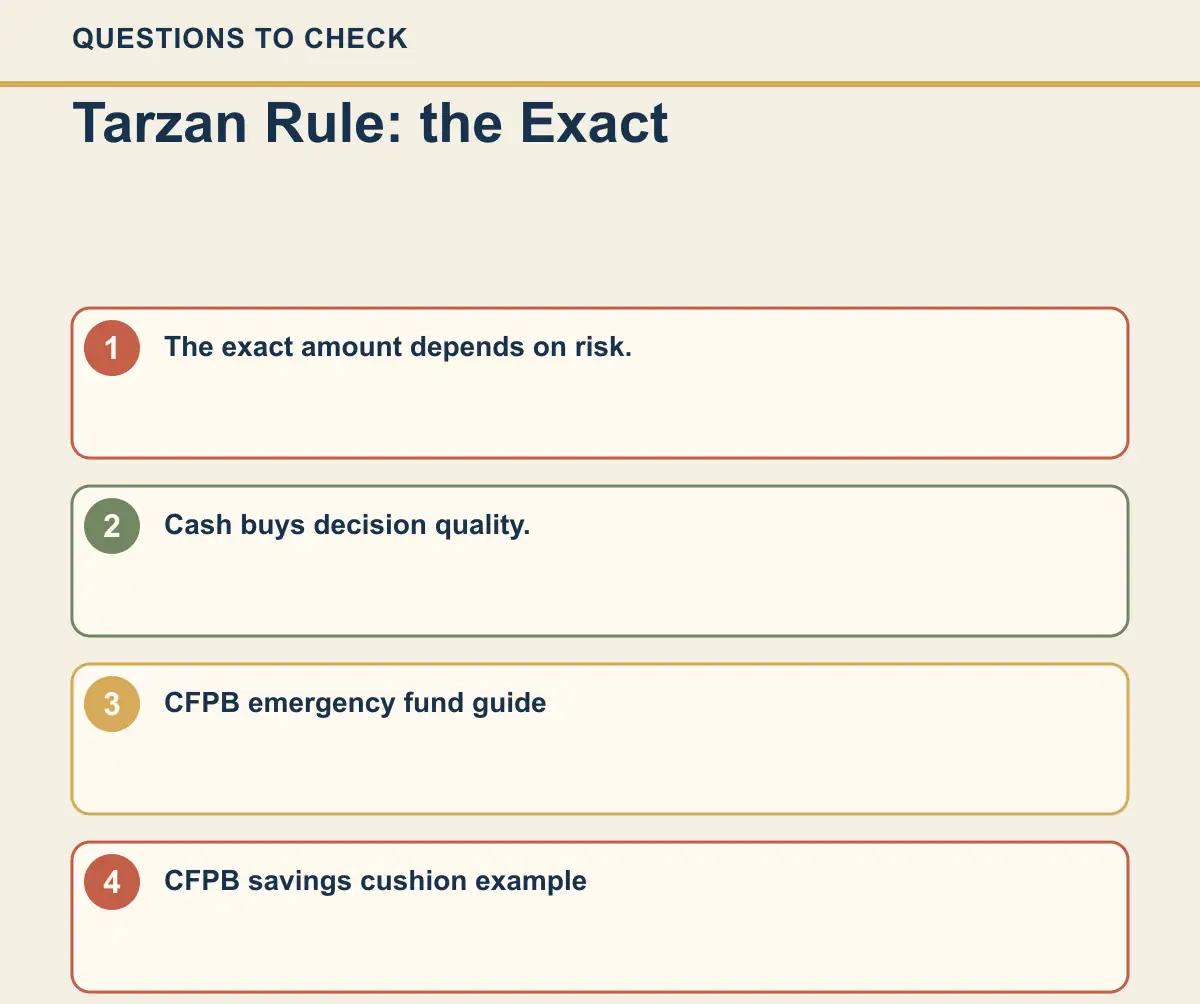 QUESTIONS TO CHECK
Tarzan Rule: the Exact
1 The exact amount depends on risk.
2 Cash buys decision quality.
3 CFPB emergency fund guide
4 CFPB savings cushion example